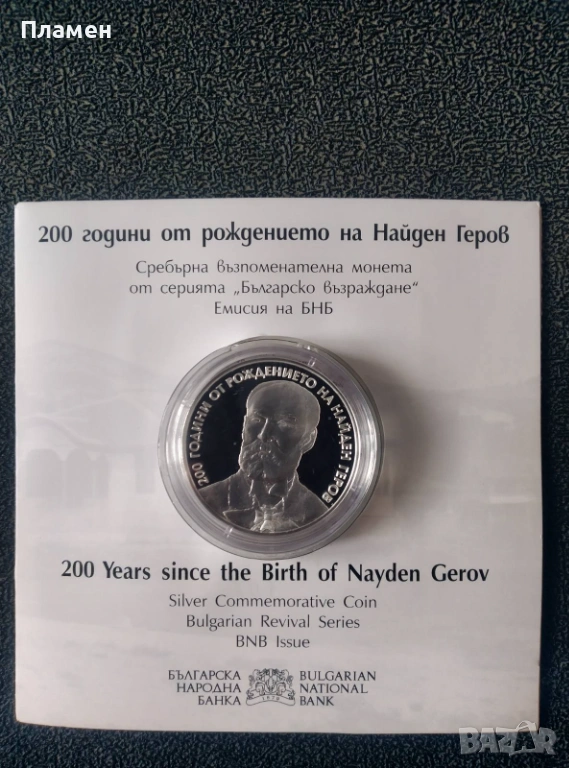 Пламен
200 години от рождението на Найден Геров
Сребърна възпоменателна монета
от серията „Българско възраждане“
Емисия на БНБ
200 ГОДИНИ ОТ РОЖДЕНИЕТО НА НАЙДЕН ГЕРОВ
200 Years since the Birth of Nayden Gerov
Silver Commemorative Coin
Bulgarian Revival Series
BNB Issue
БЪЛГАРСКА
НАРОДНА
БАНКА
BULGARIAN
NATIONAL
BANK
BAZAR